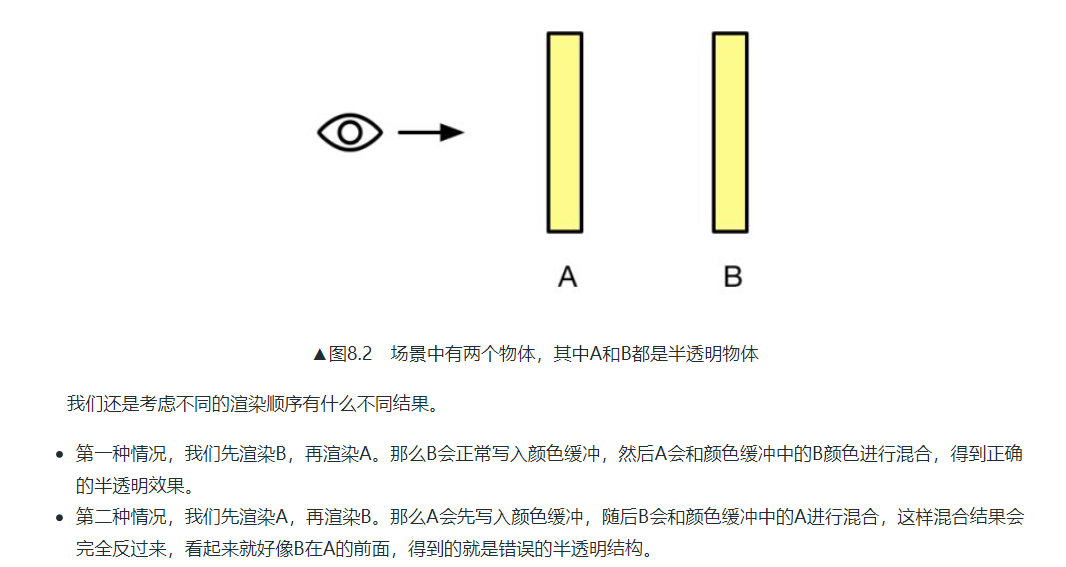 A B
▲图8.2 场景中有两个物体，其中A和B都是半透明物体
我们还是考虑不同的渲染顺序有什么不同结果。
第一种情况，我们先渲染B，再渲染A。那么B会正常写入颜色缓冲，然后A会和颜色缓冲中的B颜色进行混合，得到正确
的半透明效果。
第二种情况，我们先渲染A，再渲染B。那么A会先写入颜色缓冲，随后B会和颜色缓冲中的A进行混合，这样混合结果会
完全反过来，看起来就好像B在A的前面，得到的就是错误的半透明结构。